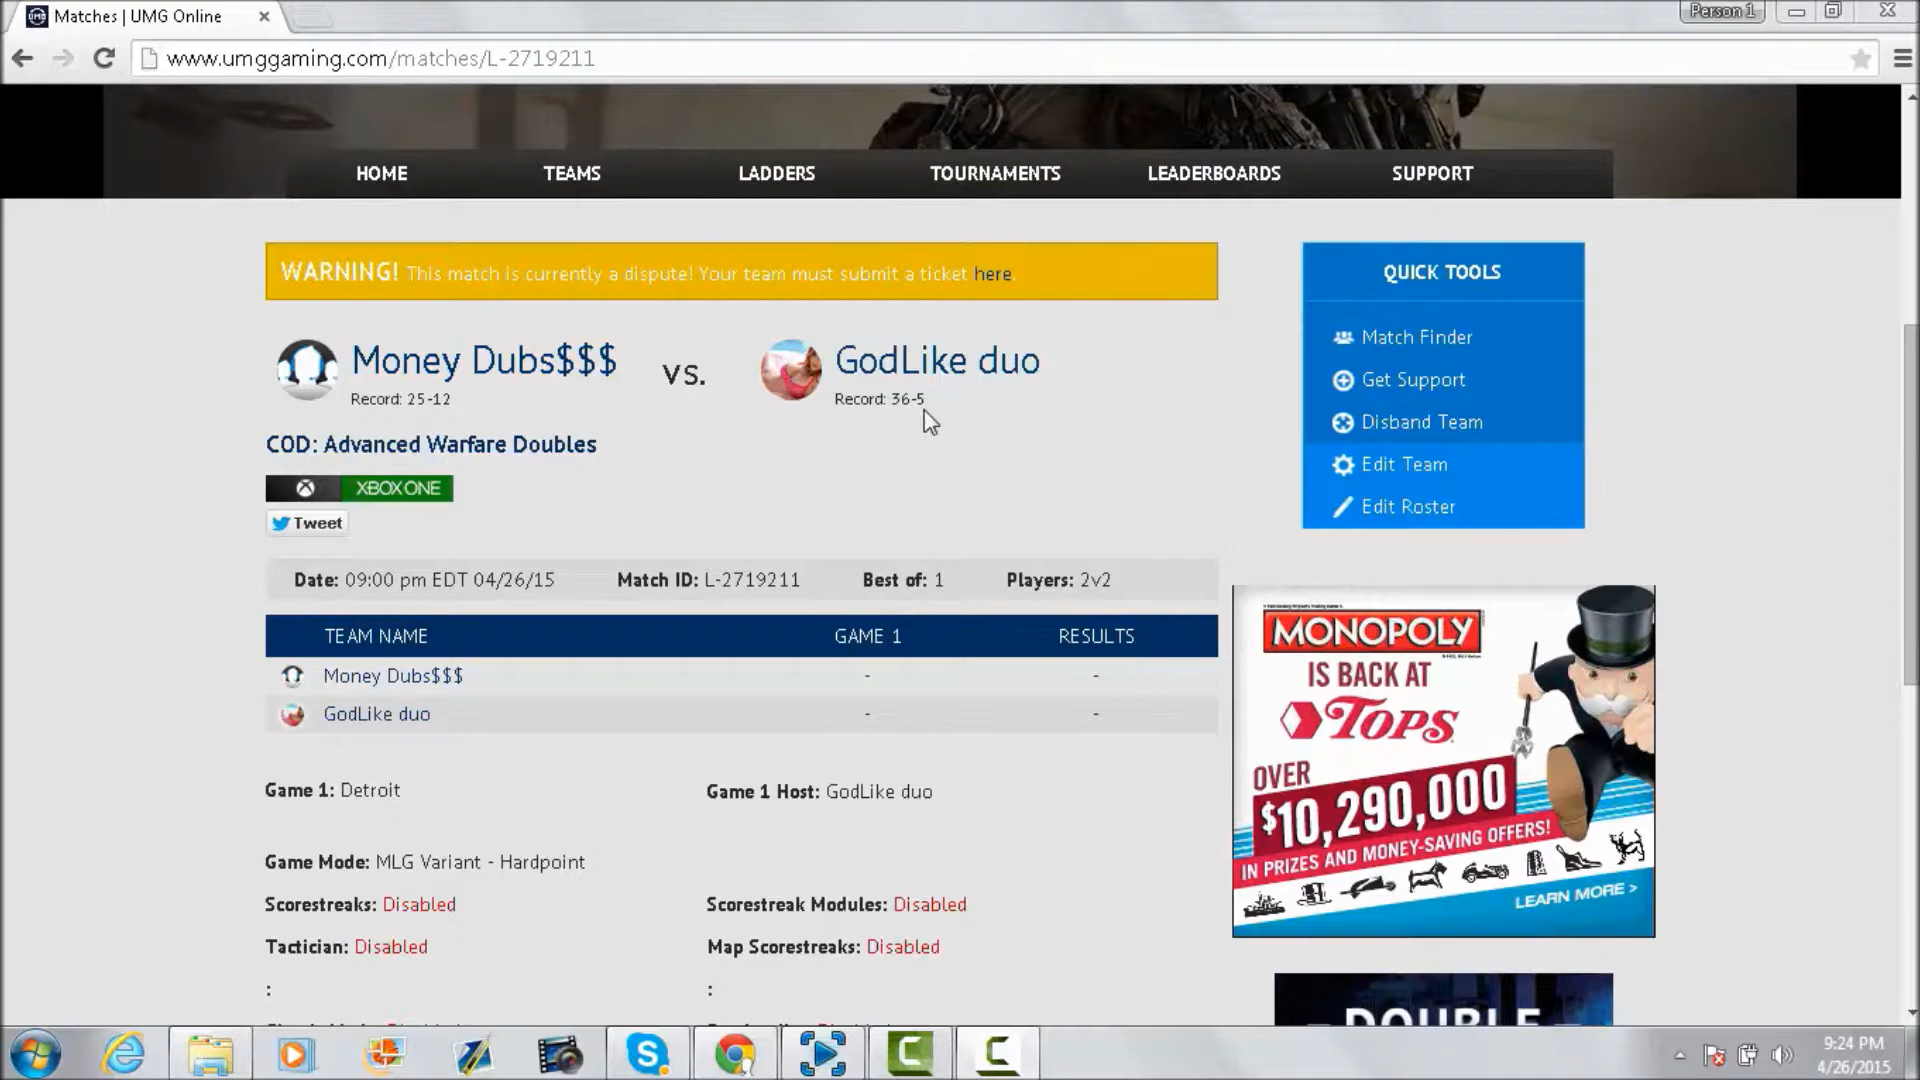 Matches | UMG Online
Person 1
www.umggaming.com/matches/L-2719211
HOME TEAMS LADDERS TOURNAMENTS LEADERBOARDS SUPPORT
WARNING! This match is currently a dispute! Your team must submit a ticket here.
Money Dubs$$$ vs. GodLike duo
Record: 25-12 Record: 36-5
COD: Advanced Warfare Doubles
XBOX ONE
Tweet
Date: 09:00 pm EDT 04/26/15 Match ID: L-2719211 Best of: 1 Players: 2v2
TEAM NAME GAME 1 RESULTS
Money Dubs$$$ - -
GodLike duo - -
Game 1: Detroit Game 1 Host: GodLike duo
Game Mode: MLG Variant - Hardpoint
Scorestreaks: Disabled Scorestreak Modules: Disabled
Tactician: Disabled Map Scorestreaks: Disabled
: :
QUICK TOOLS
Match Finder
Get Support
Disband Team
Edit Team
Edit Roster
MONOPOLY
IS BACK AT
TOPS
OVER
$10,290,000
IN PRIZES AND MONEY-SAVING OFFERS!
LEARN MORE >
DOUBLE
9:24 PM
4/26/2015